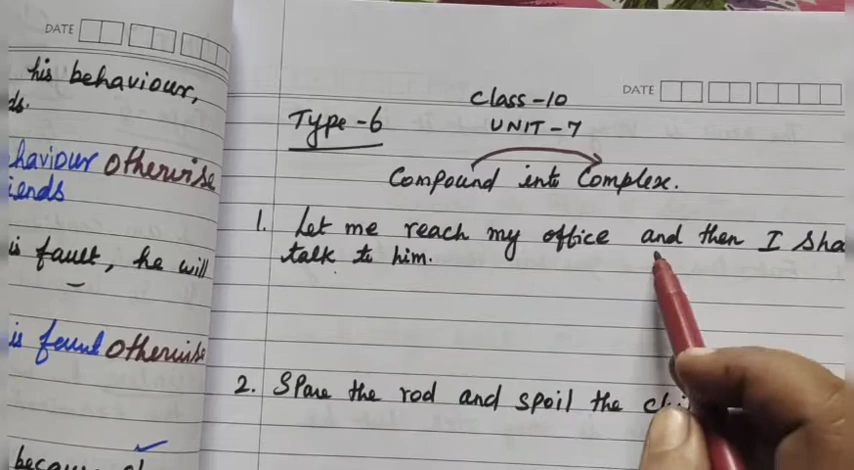 DATE
his behaviour,
ds.
haviour otherwise
iends
is fault, he will
is found otherwise
DATE
Class-10
Type-6
UNIT-7
Compound into Complex.
1. Let me reach my office and then I sha
talk to him.
2. Spare the rod and spoil the